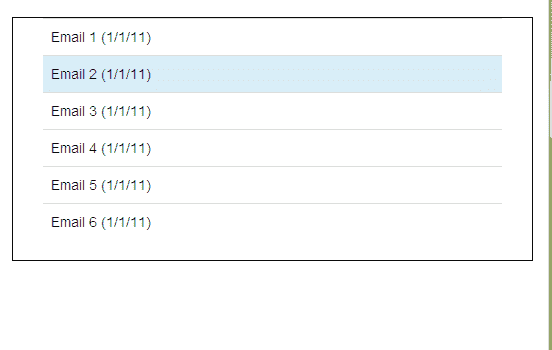 Email 1 (1/1/11)
Email 2 (1/1/11)
Email 3 (1/1/11)
Email 4 (1/1/11)
Email 5 (1/1/11)
Email 6 (1/1/11)